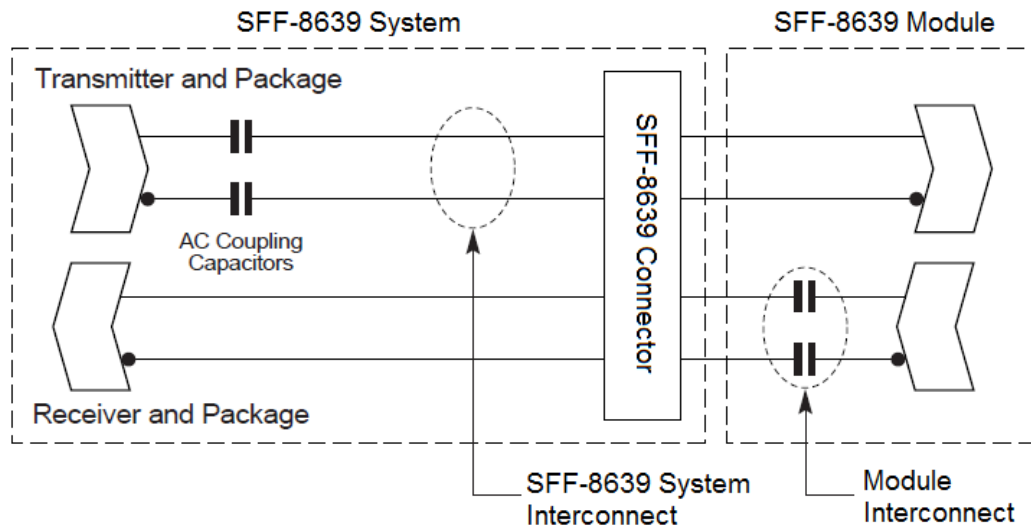 SFF-8639 System
SFF-8639 Module
Transmitter and Package
AC Coupling
Capacitors
SFF-8639 Connector
Receiver and Package
SFF-8639 System
Interconnect
Module
Interconnect